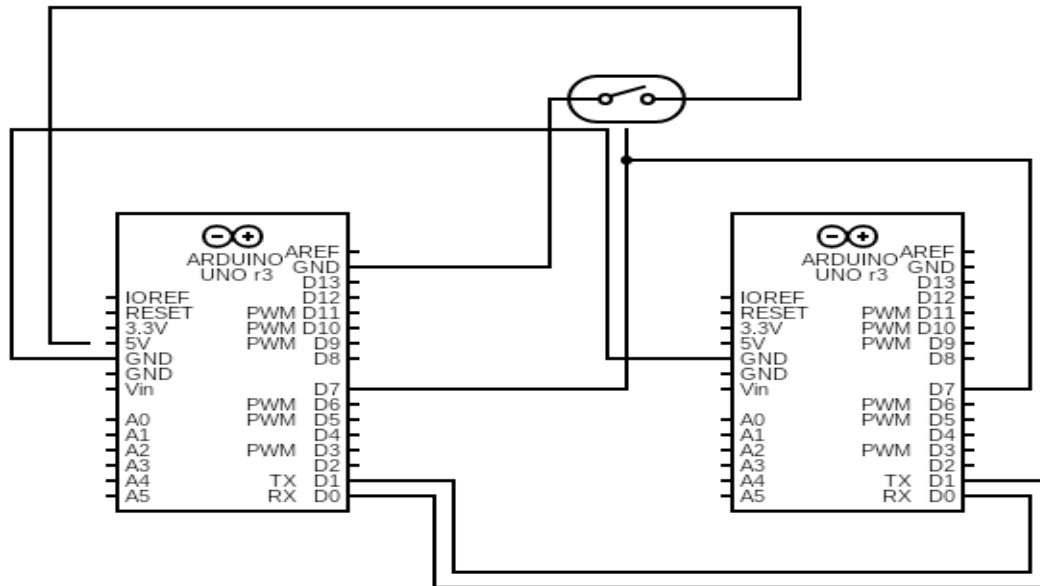 ARDUINO
UNO r3
AREF
GND
D13
IOREF D12
RESET PWM D11
3.3V PWM D10
5V PWM D9
GND D8
GND
Vin D7
PWM D6
A0 PWM D5
A1 D4
A2 PWM D3
A3 D2
A4 TX D1
A5 RX D0
ARDUINO
UNO r3
AREF
GND
D13
IOREF D12
RESET PWM D11
3.3V PWM D10
5V PWM D9
GND D8
GND
Vin D7
PWM D6
A0 PWM D5
A1 D4
A2 PWM D3
A3 D2
A4 TX D1
A5 RX D0